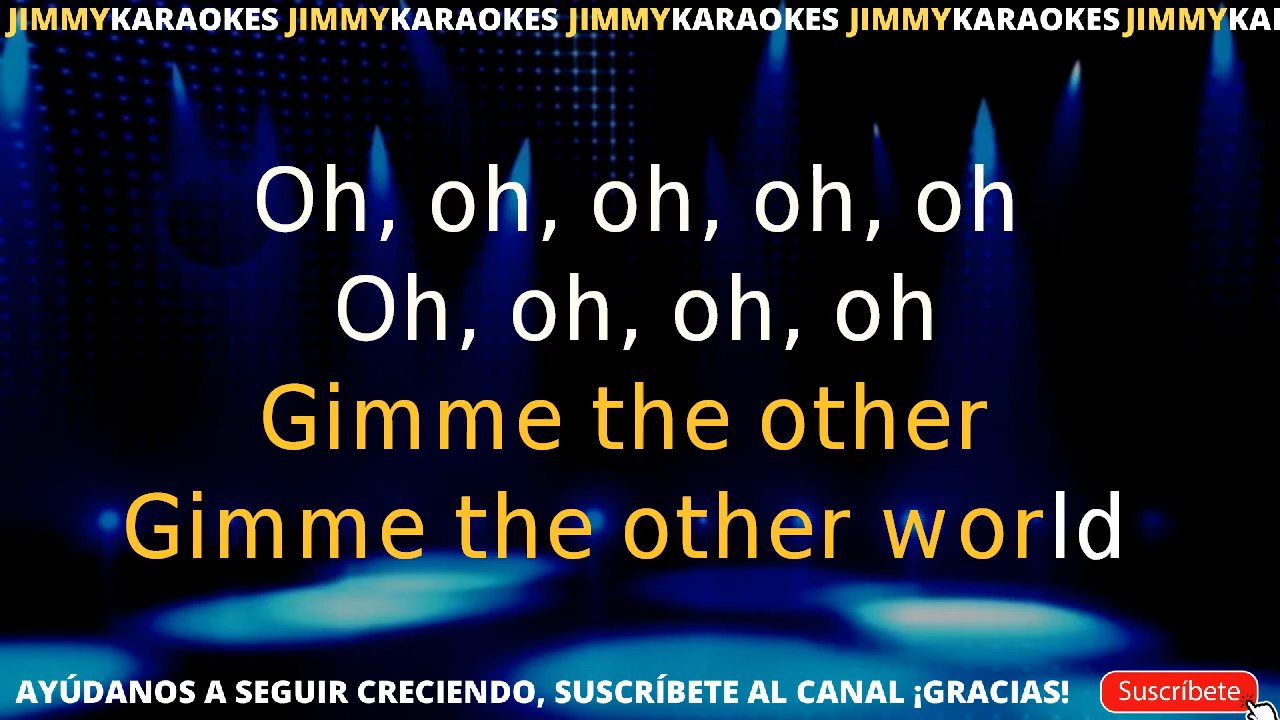 JIMMYKARAOKES JIMMYKARAOKES JIMMYKARAOKES JIMMYKARAOKES JIMMYKA
Oh, oh, oh, oh, oh
Oh, oh, oh, oh
Gimme the other
Gimme the other world
AYÚDANOS A SEGUIR CRECIENDO, SUSCRÍBETE AL CANAL ¡GRACIAS! Suscríbete